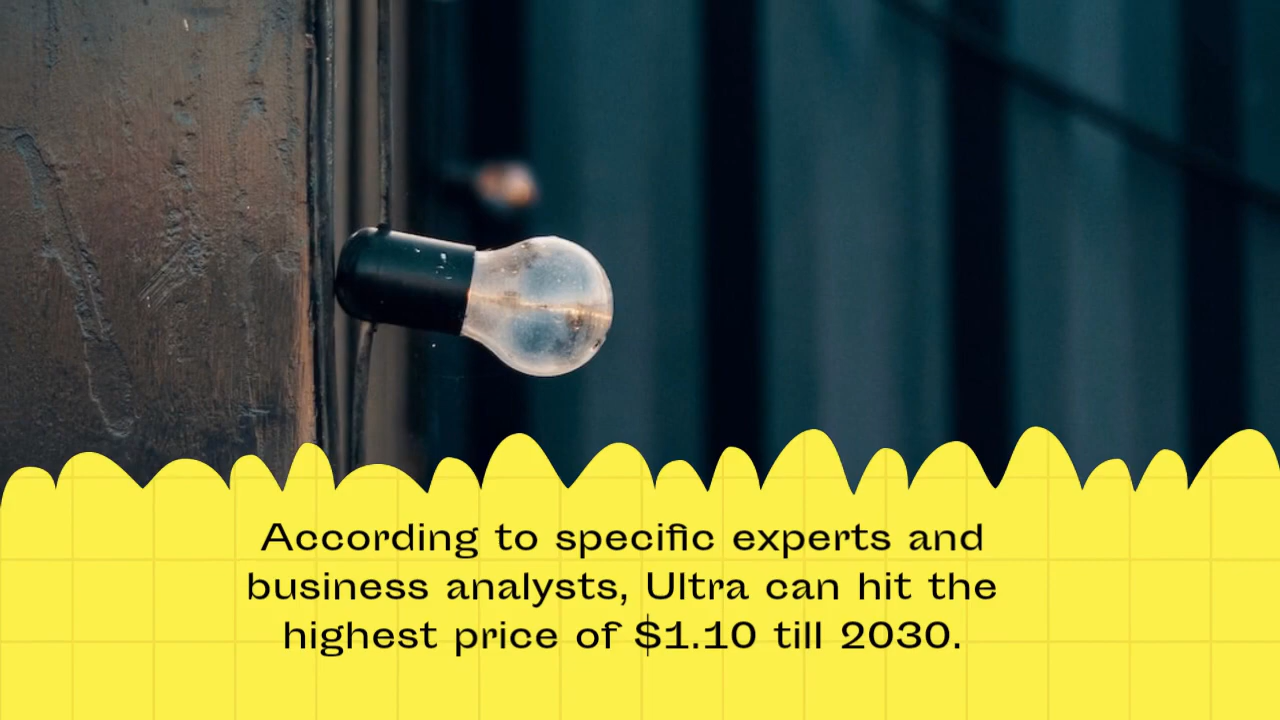 According to specific experts and
business analysts, Ultra can hit the
highest price of $1.10 till 2030.